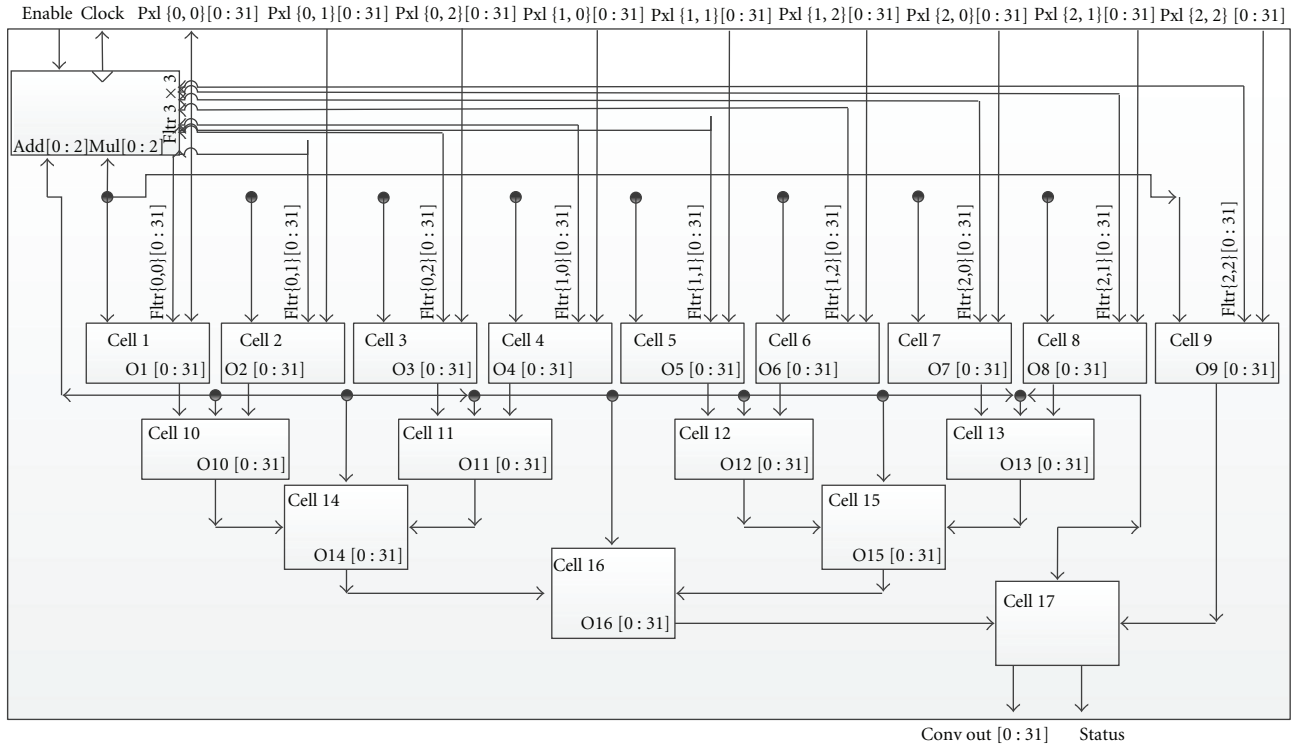 Enable Clock Pxl {0, 0}[0 : 31] Pxl {0, 1}[0 : 31] Pxl {0, 2}[0 : 31] Pxl {1, 0}[0 : 31] Pxl {1, 1}[0 : 31] Pxl {1, 2}[0 : 31] Pxl {2, 0}[0 : 31] Pxl {2, 1}[0 : 31] Pxl {2, 2} [0 : 31]
Fltr 3 × 3
Add[0 : 2]Mul[0 : 2]
Fltr{0,0}[0 : 31]
Fltr{0,1}[0 : 31]
Fltr{0,2}[0 : 31]
Fltr{1,0}[0 : 31]
Fltr{1,1}[0 : 31]
Fltr{1,2}[0 : 31]
Fltr{2,0}[0 : 31]
Fltr{2,1}[0 : 31]
Fltr{2,2}[0 : 31]
Cell 1
O1 [0 : 31]
Cell 2
O2 [0 : 31]
Cell 3
O3 [0 : 31]
Cell 4
O4 [0 : 31]
Cell 5
O5 [0 : 31]
Cell 6
O6 [0 : 31]
Cell 7
O7 [0 : 31]
Cell 8
O8 [0 : 31]
Cell 9
O9 [0 : 31]
Cell 10
O10 [0 : 31]
Cell 11
O11 [0 : 31]
Cell 12
O12 [0 : 31]
Cell 13
O13 [0 : 31]
Cell 14
O14 [0 : 31]
Cell 15
O15 [0 : 31]
Cell 16
O16 [0 : 31]
Cell 17
Conv out [0 : 31] Status